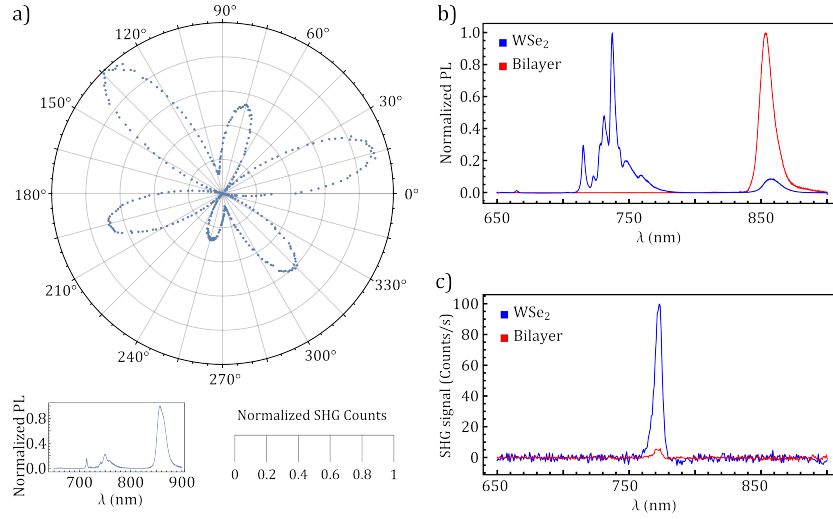 a)
90°
120°
60°
150°
30°
180°
0°
210°
330°
240°
300°
270°
Normalized PL
0.8
0.4
0.0
700
800
900
λ (nm)
Normalized SHG Counts
0 0.2 0.4 0.6 0.8 1
b)
Normalized PL
1.0
0.8
0.6
0.4
0.2
0.0
WSe₂
Bilayer
650 750 850
λ (nm)
c)
SHG signal (Counts/s)
100
80
60
40
20
0
WSe₂
Bilayer
650 750 850
λ (nm)